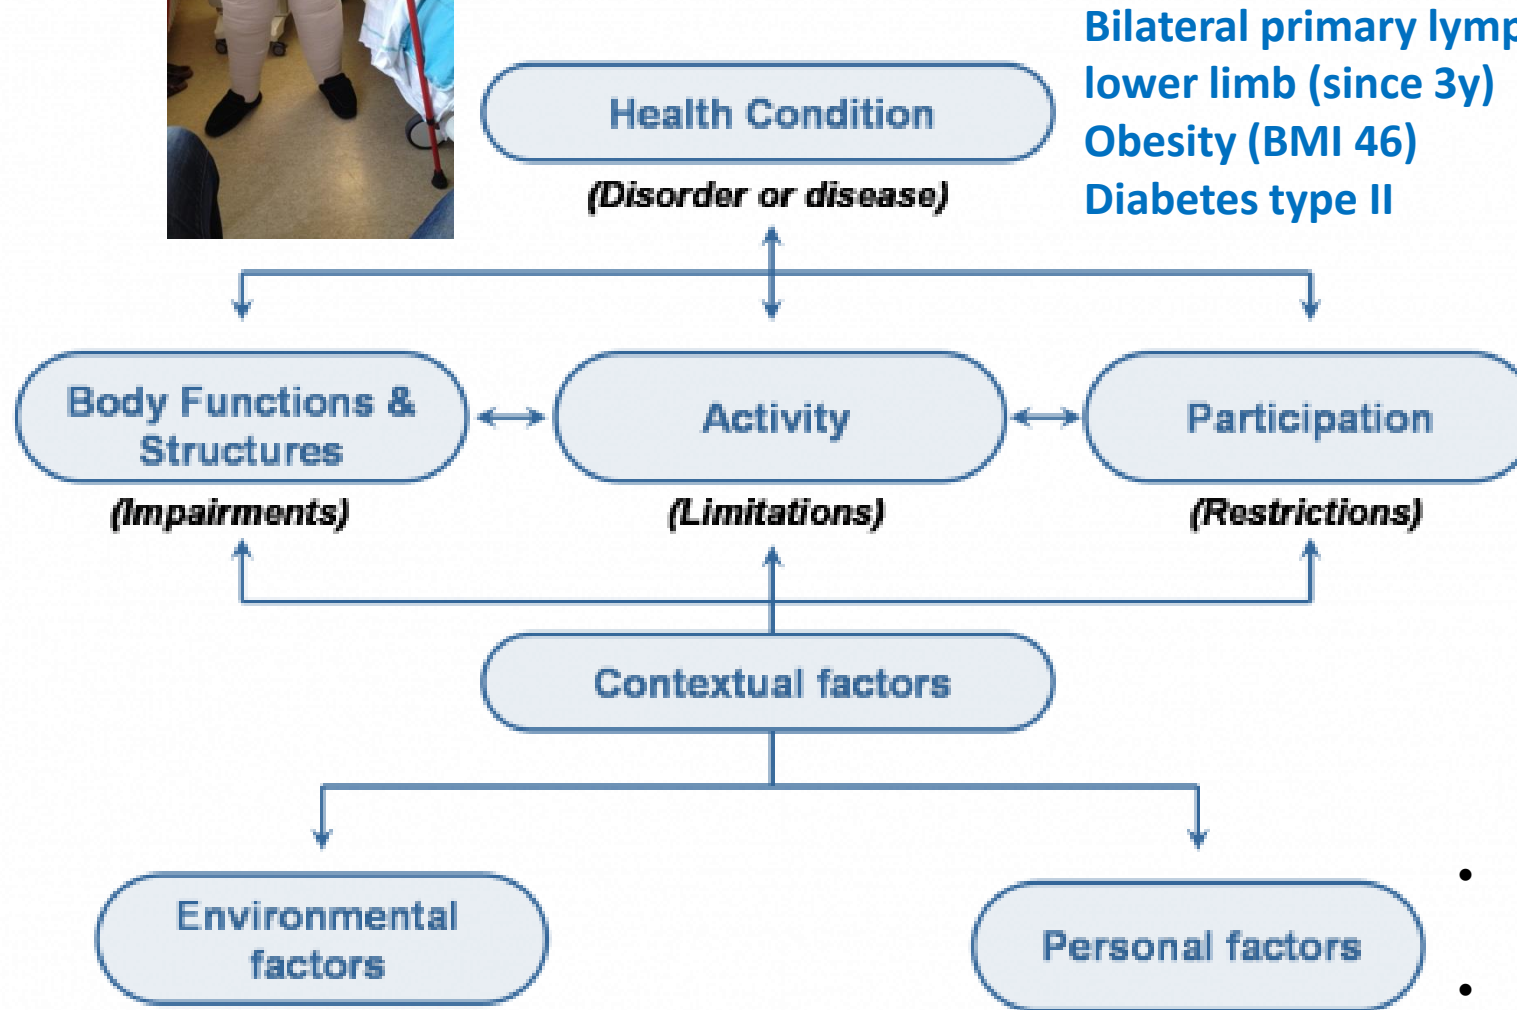 Bilateral primary
lower limb (since 3y)
Obesity (BMI 46)
Diabetes type II
Health Condition
(Disorder or disease)
Body Functions &
Structures
(Impairments)
Activity
(Limitations)
Participation
(Restrictions)
Contextual factors
Environmental
factors
Personal factors
•
•